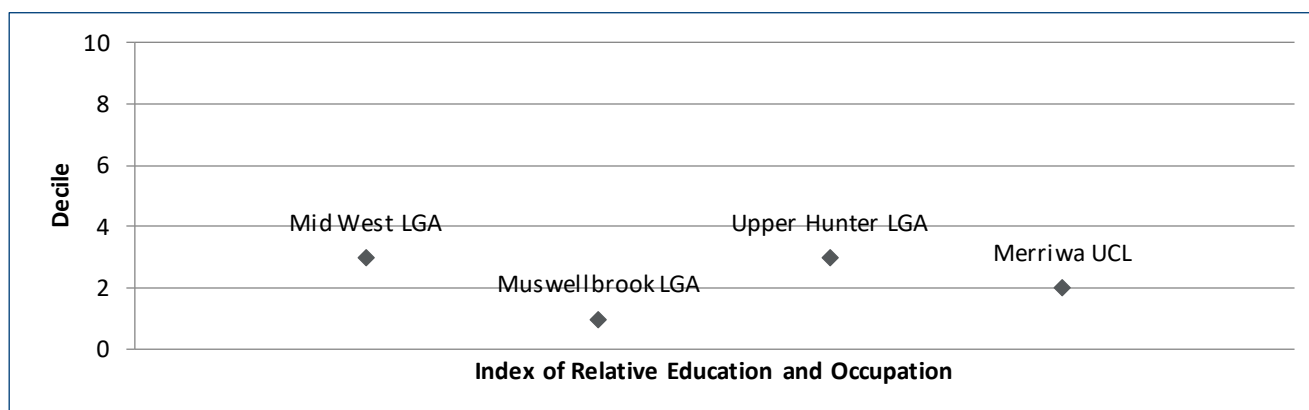 10
8
6
4
2
0
Decile
Mid West LGA
Muswellbrook LGA
Upper Hunter LGA
Merriwa UCL
Index of Relative Education and Occupation